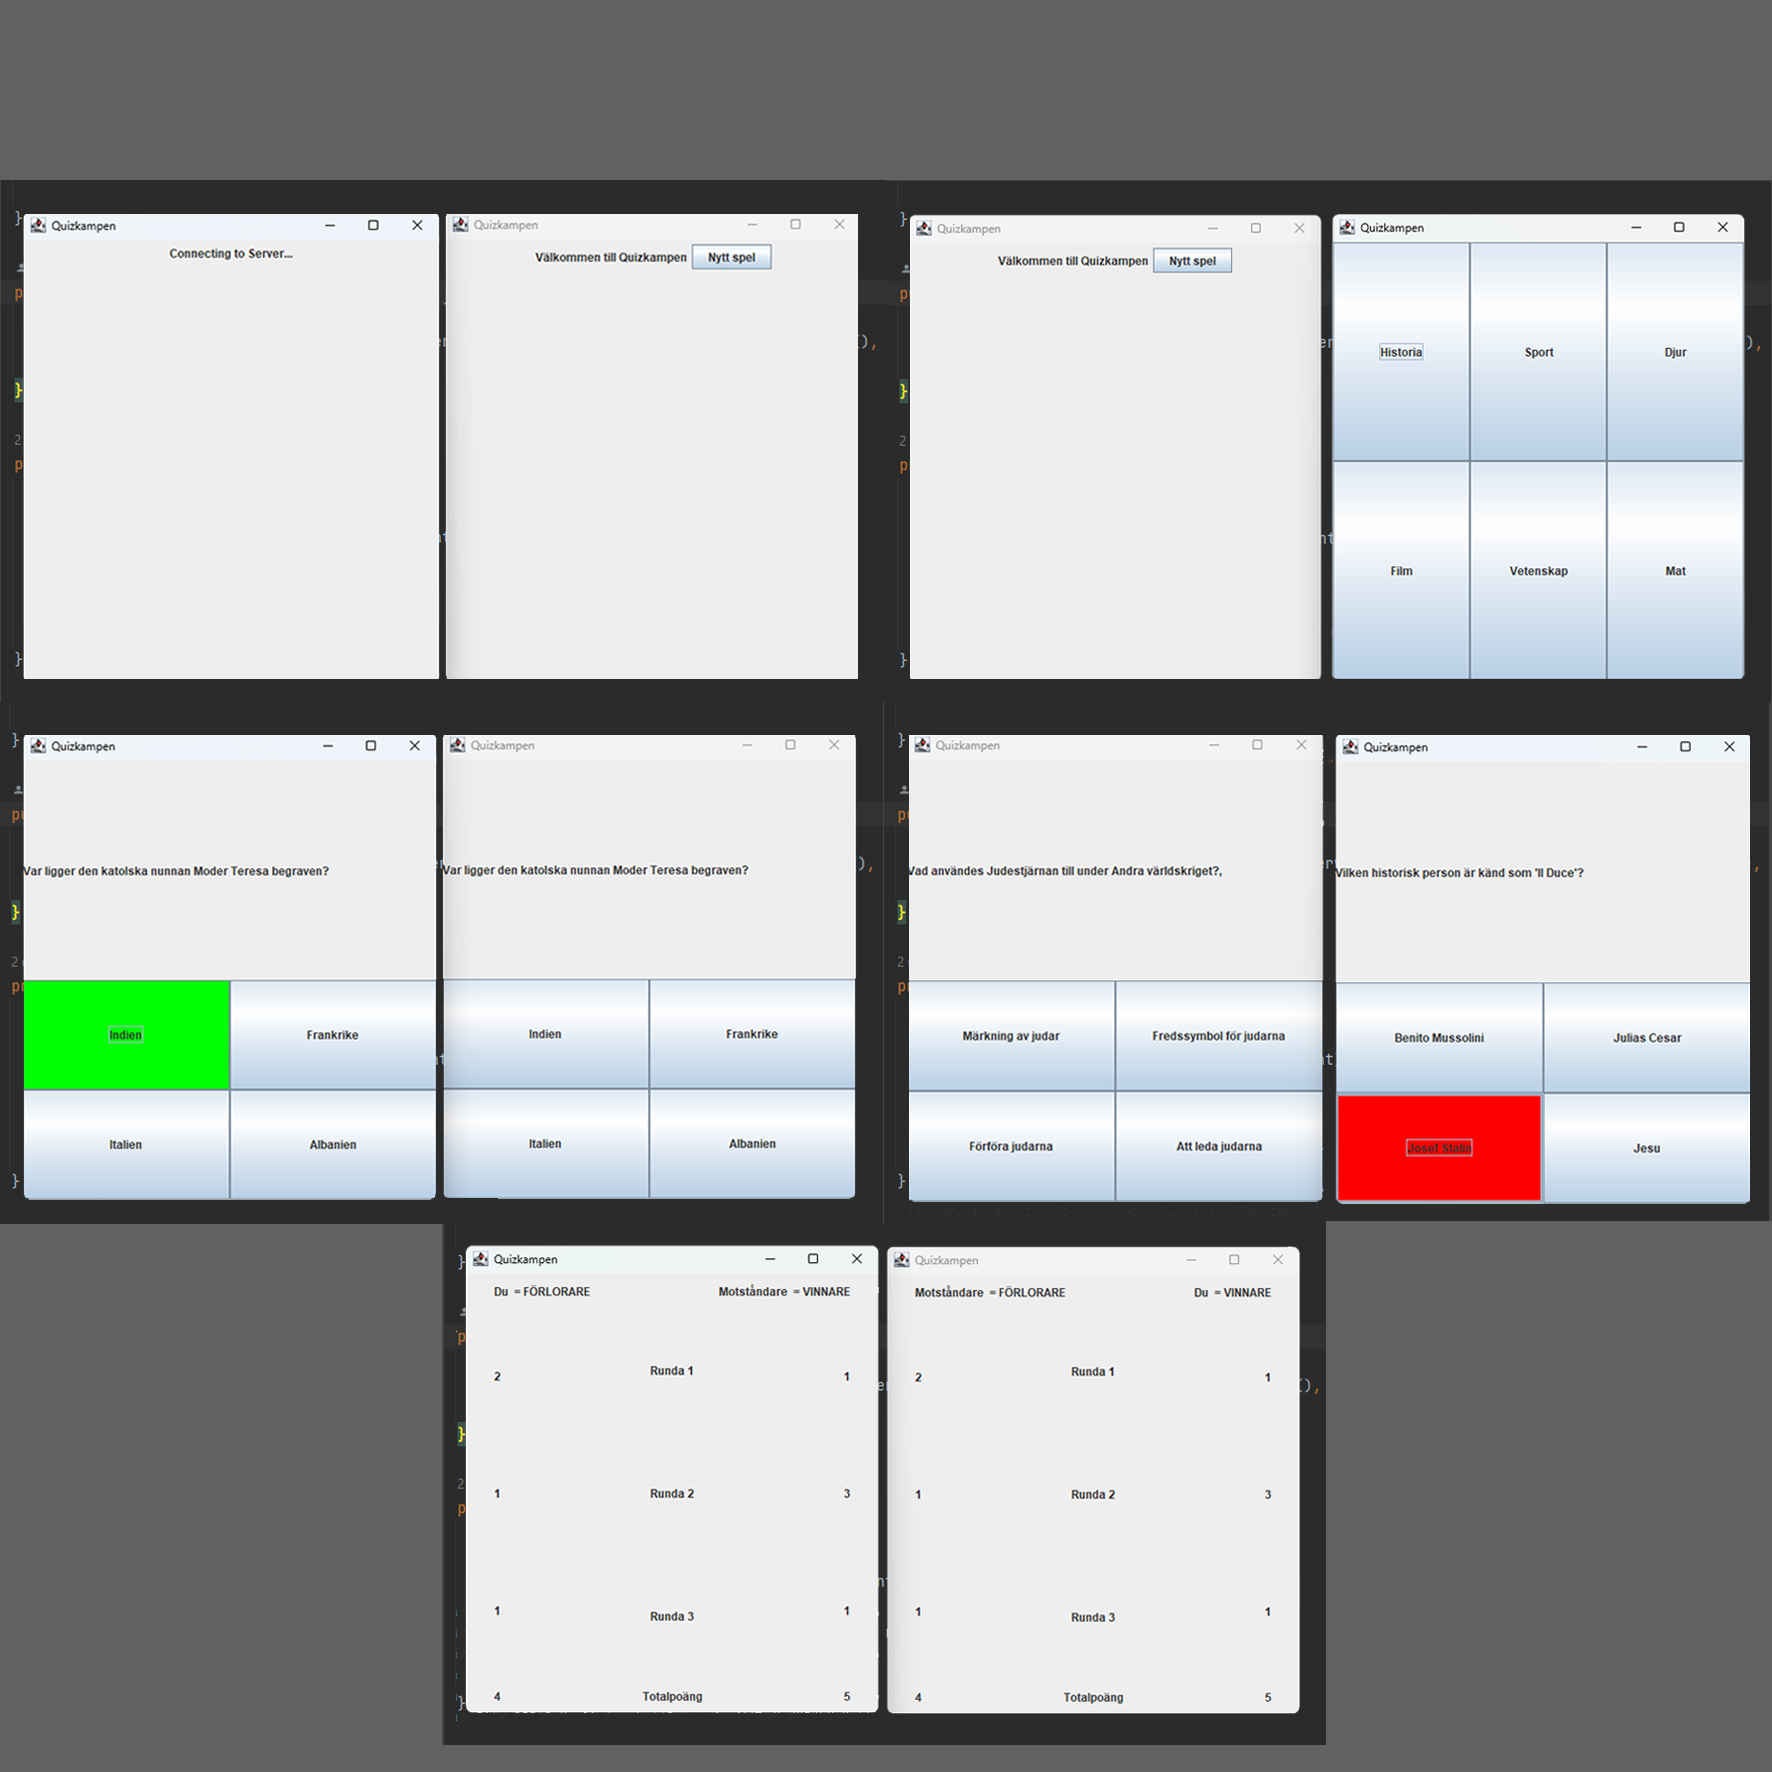 Quizkampen
Connecting to Server...
Quizkampen
Välkommen till Quizkampen Nytt spel
Quizkampen
Välkommen till Quizkampen Nytt spel
Quizkampen
Historia Sport Djur
Film Vetenskap Mat
Quizkampen
Var ligger den katolska nunnan Moder Teresa begraven?
Indien Frankrike
Italien Albanien
Quizkampen
Var ligger den katolska nunnan Moder Teresa begraven?
Indien Frankrike
Italien Albanien
Quizkampen
Vad användes Judestjärnan till under Andra världskriget?,
Märkning av judar Fredssymbol för judarna
Förföra judarna Att leda judarna
Quizkampen
Vilken historisk person är känd som 'Il Duce'?
Benito Mussolini Julias Cesar
Josef Stalin Jesu
Quizkampen
Du = FÖRLORARE Motståndare = VINNARE
2 Runda 1 1
1 Runda 2 3
1 Runda 3 1
4 Totalpoäng 5
Quizkampen
Motståndare = FÖRLORARE Du = VINNARE
2 Runda 1 1
1 Runda 2 3
1 Runda 3 1
4 Totalpoäng 5